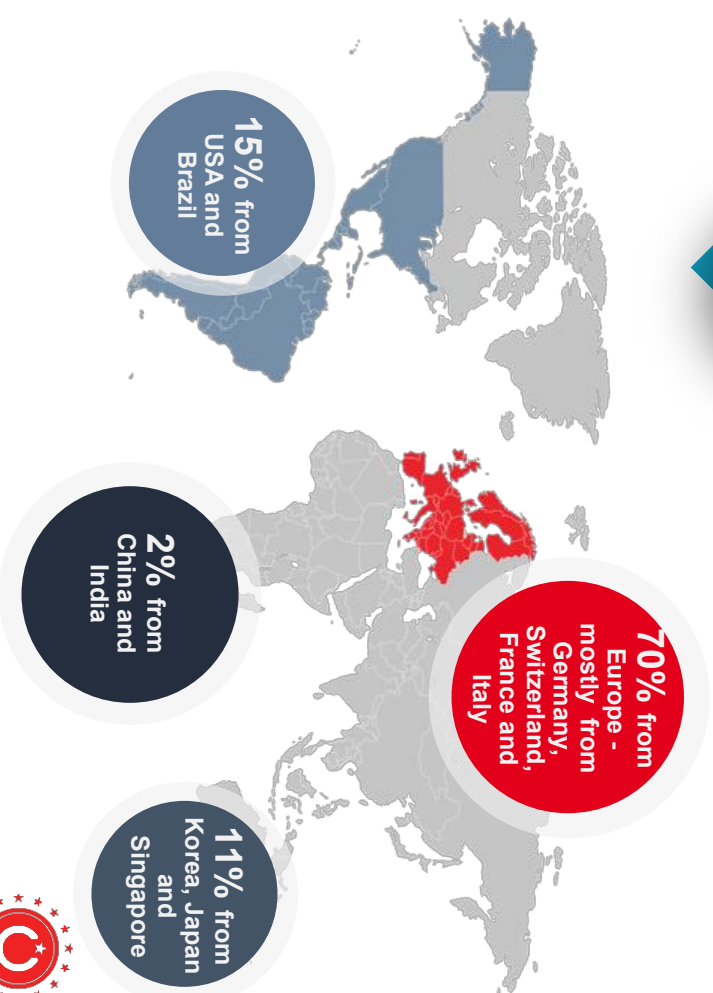 15% from
USA and
Brazil
70% from
Europe -
mostly from
Germany,
Switzerland,
France and
Italy
2% from
China and
India
11% from
Korea, Japan
and
Singapore